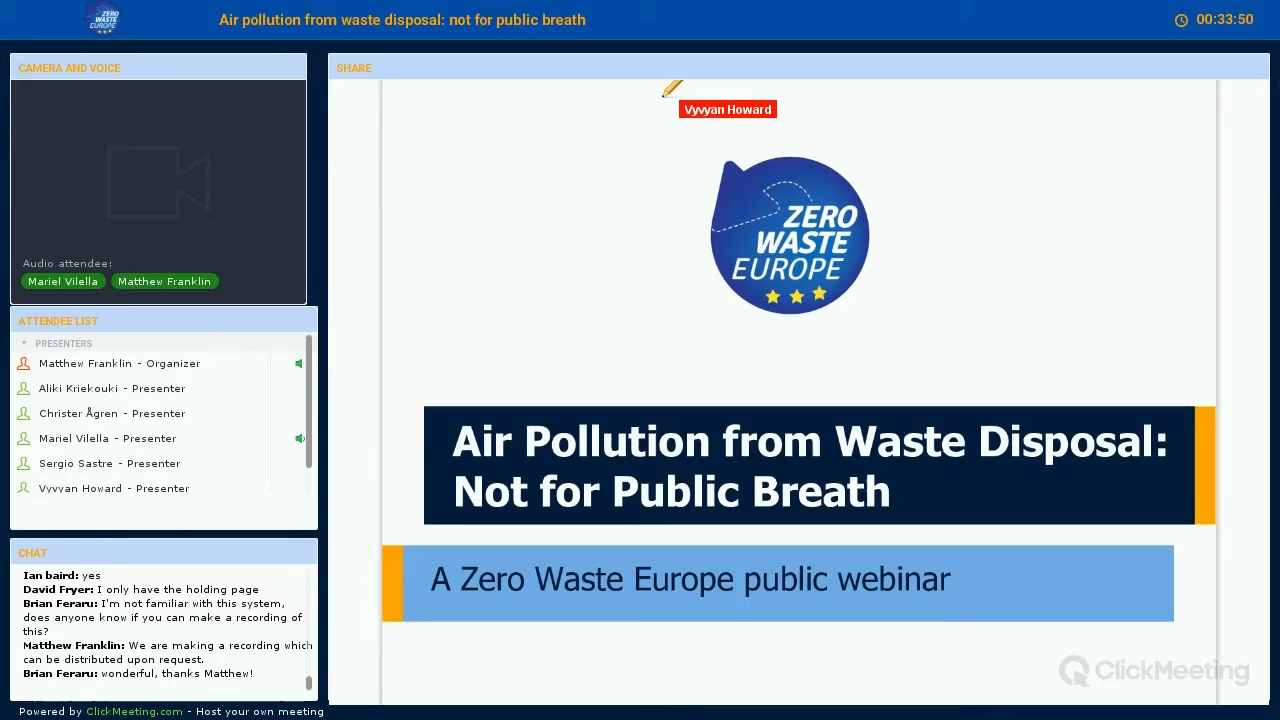 ZERO
WASTE
EUROPE
Air pollution from waste disposal: not for public breath
00:33:50
CAMERA AND VOICE
Audio attendee:
Mariel Vilella
Matthew Franklin
ATTENDEE LIST
PRESENTERS
Matthew Franklin - Organizer
Aliki Kriekouki - Presenter
Christer Ågren - Presenter
Mariel Vilella - Presenter
Sergio Sastre - Presenter
Vyvyan Howard - Presenter
CHAT
Ian baird: yes
David Fryer: I only have the holding page
Brian Feraru: I'm not familiar with this system,
does anyone know if you can make a recording of
this?
Matthew Franklin: We are making a recording which
can be distributed upon request.
Brian Feraru: wonderful, thanks Matthew!
Powered by ClickMeeting.com - Host your own meeting
SHARE
Vyvyan Howard
ZERO
WASTE
EUROPE
Air Pollution from Waste Disposal:
Not for Public Breath
A Zero Waste Europe public webinar
ClickMeeting